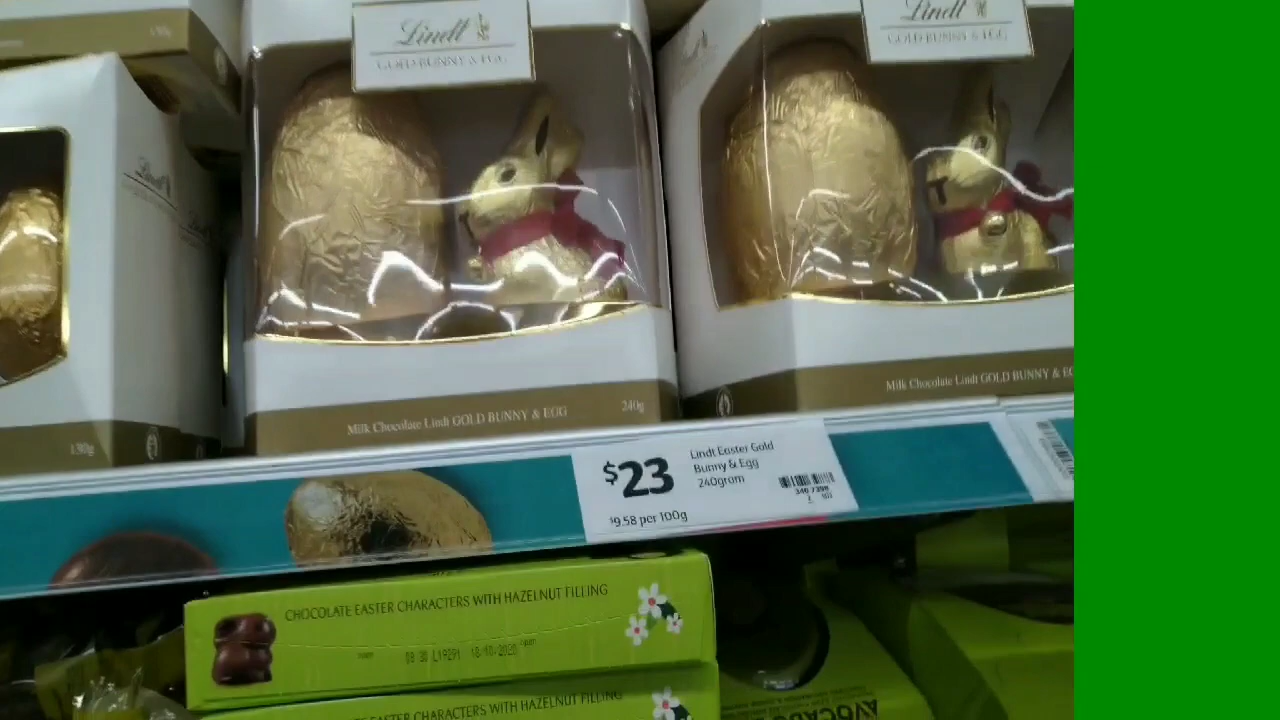 Lindt
GOLD BUNNY & EGG
Lindt
GOLD BUNNY & EGG
Lindt
Milk Chocolate Lindt GOLD BUNNY & EGG 240g
Milk Chocolate Lindt GOLD BUNNY & EG
$23
Lindt Easter Gold
Bunny & Egg
240gram
$9.58 per 100g
CHOCOLATE EASTER CHARACTERS WITH HAZELNUT FILLING
EASTER CHARACTERS WITH HAZELNUT FILLING